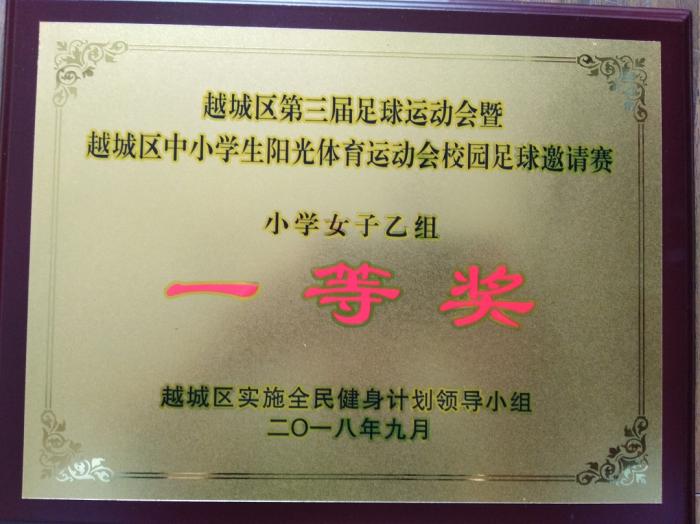 越城区第三届足球运动会暨
越城区中小学生阳光体育运动会校园足球邀请赛
小学女子乙组
一等奖
越城区实施全民健身计划领导小组
二〇一八年九月